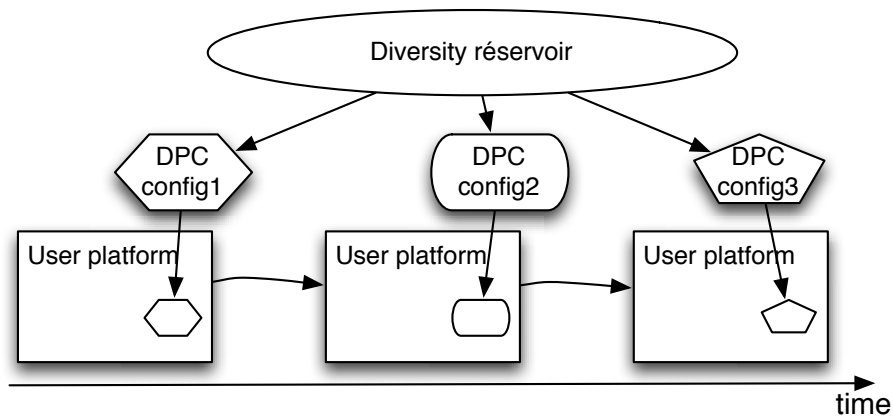 Diversity réservoir
DPC
config1
DPC
config2
DPC
config3
User platform
User platform
User platform
time